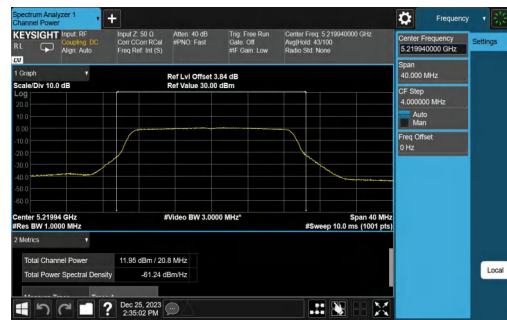 Spectrum Analyzer 1
Channel Power
Frequency
KEYSIGHT
R L
Input: RF
Coupling: DC
Align: Auto
Input Z: 50 Ω
Corr CCorr RCal
Freq Ref: Int (S)
Atten: 40 dB
#PNO: Fast
Trig: Free Run
Gate: Off
#IF Gain: Low
Center Freq: 5.219940000 GHz
Avg|Hold: 43/100
Radio Std: None
LVI
Center Frequency
5.219940000 GHz
Settings
Span
40.000 MHz
CF Step
4.000000 MHz
Auto
Man
Freq Offset
0 Hz
Local
1 Graph
Scale/Div 10.0 dB
Ref Lvl Offset 3.84 dB
Ref Value 30.00 dBm
Log
20.0
10.0
0.00
-10.0
-20.0
-30.0
-40.0
-50.0
-60.0
Center 5.21994 GHz
#Video BW 3.0000 MHz*
Span 40 MHz
#Res BW 1.0000 MHz
#Sweep 10.0 ms (1001 pts)
2 Metrics
Total Channel Power
11.95 dBm / 20.8 MHz
Total Power Spectral Density
-61.24 dBm/Hz
?
Dec 25, 2023
2:35:02 PM